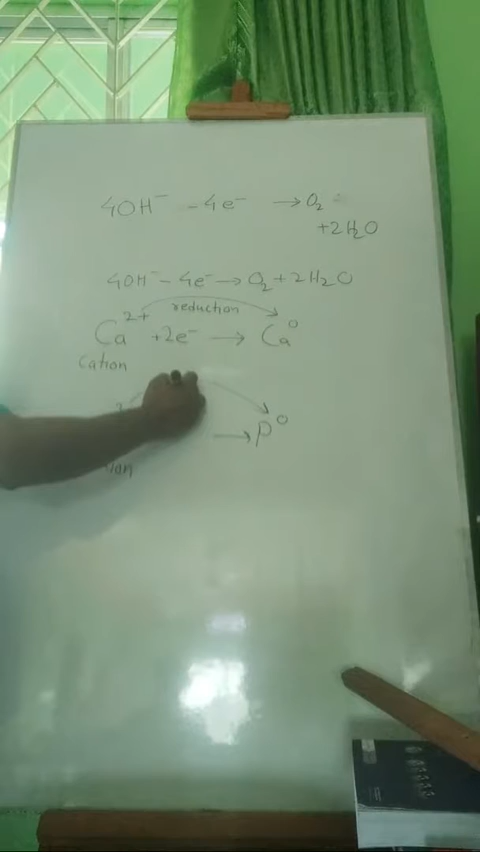 4OH⁻ -4e⁻ →O₂
+2H₂O
4OH⁻- 4e⁻→O₂+2H₂O
reduction
Ca²⁺ +2e⁻ → Ca⁰
Cation
→P⁰